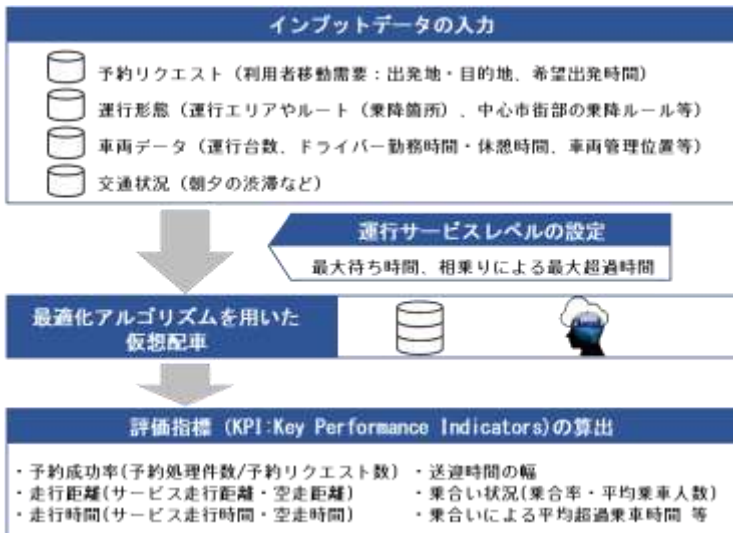 インプットデータの入力
予約リクエスト（利用者移動需要：出発地・目的地、希望出発時間）
運行形態（運行エリアやルート（乗降箇所）、中心市街部の乗降ルール等）
車両データ（運行台数、ドライバー勤務時間・休憩時間、車両管理位置等）
交通状況（朝夕の渋滞など）
運行サービスレベルの設定
最大待ち時間、相乗りによる最大超過時間
最適化アルゴリズムを用いた
仮想配車
評価指標 (KPI:Key Performance Indicators)の算出
・予約成功率(予約処理件数/予約リクエスト数)
・走行距離(サービス走行距離・空走距離)
・走行時間(サービス走行時間・空走時間)
・送迎時間の幅
・乗合い状況(乗合率・平均乗車人数)
・乗合いによる平均超過乗車時間 等